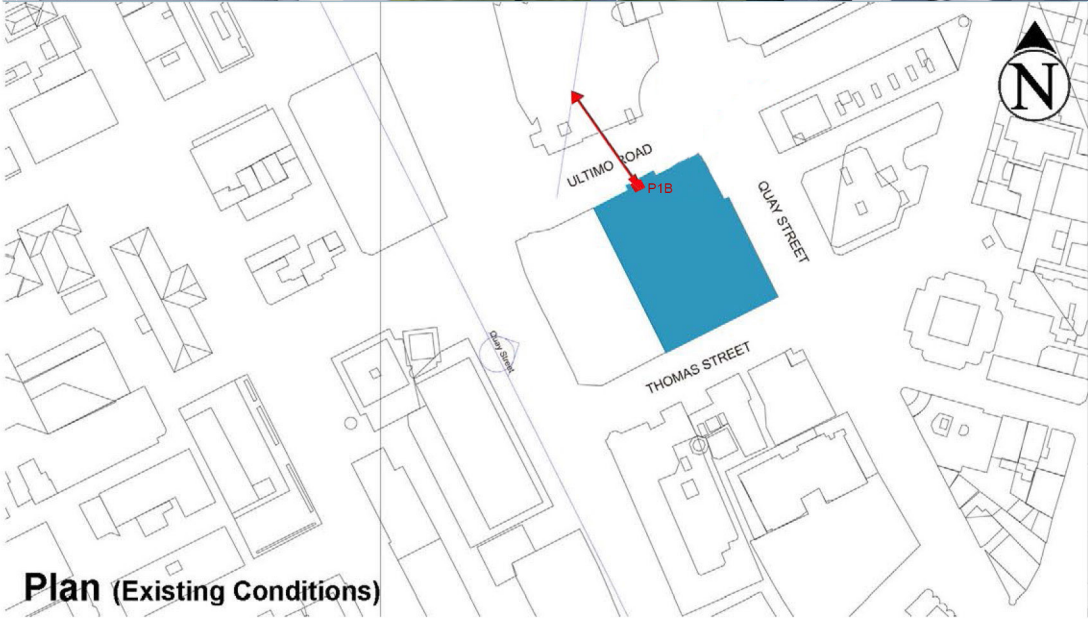 N
ULTIMO ROAD
P1B
QUAY STREET
Quay Street
THOMAS STREET
Plan (Existing Conditions)